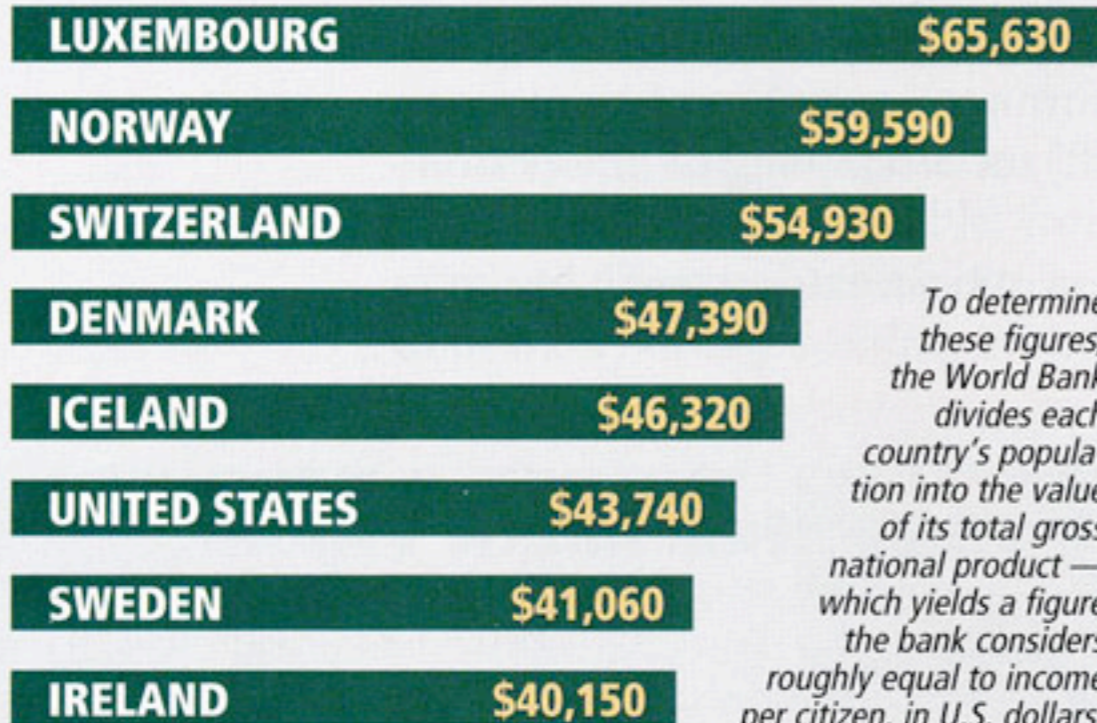 LUXEMBOURG $65,630
NORWAY $59,590
SWITZERLAND $54,930
DENMARK $47,390
ICELAND $46,320
UNITED STATES $43,740
SWEDEN $41,060
IRELAND $40,150
To determine
these figures,
the World Bank
divides each
country's popula-
tion into the value
of its total gross
national product —
which yields a figure
the bank considers
roughly equal to income
per citizen, in U.S. dollars.